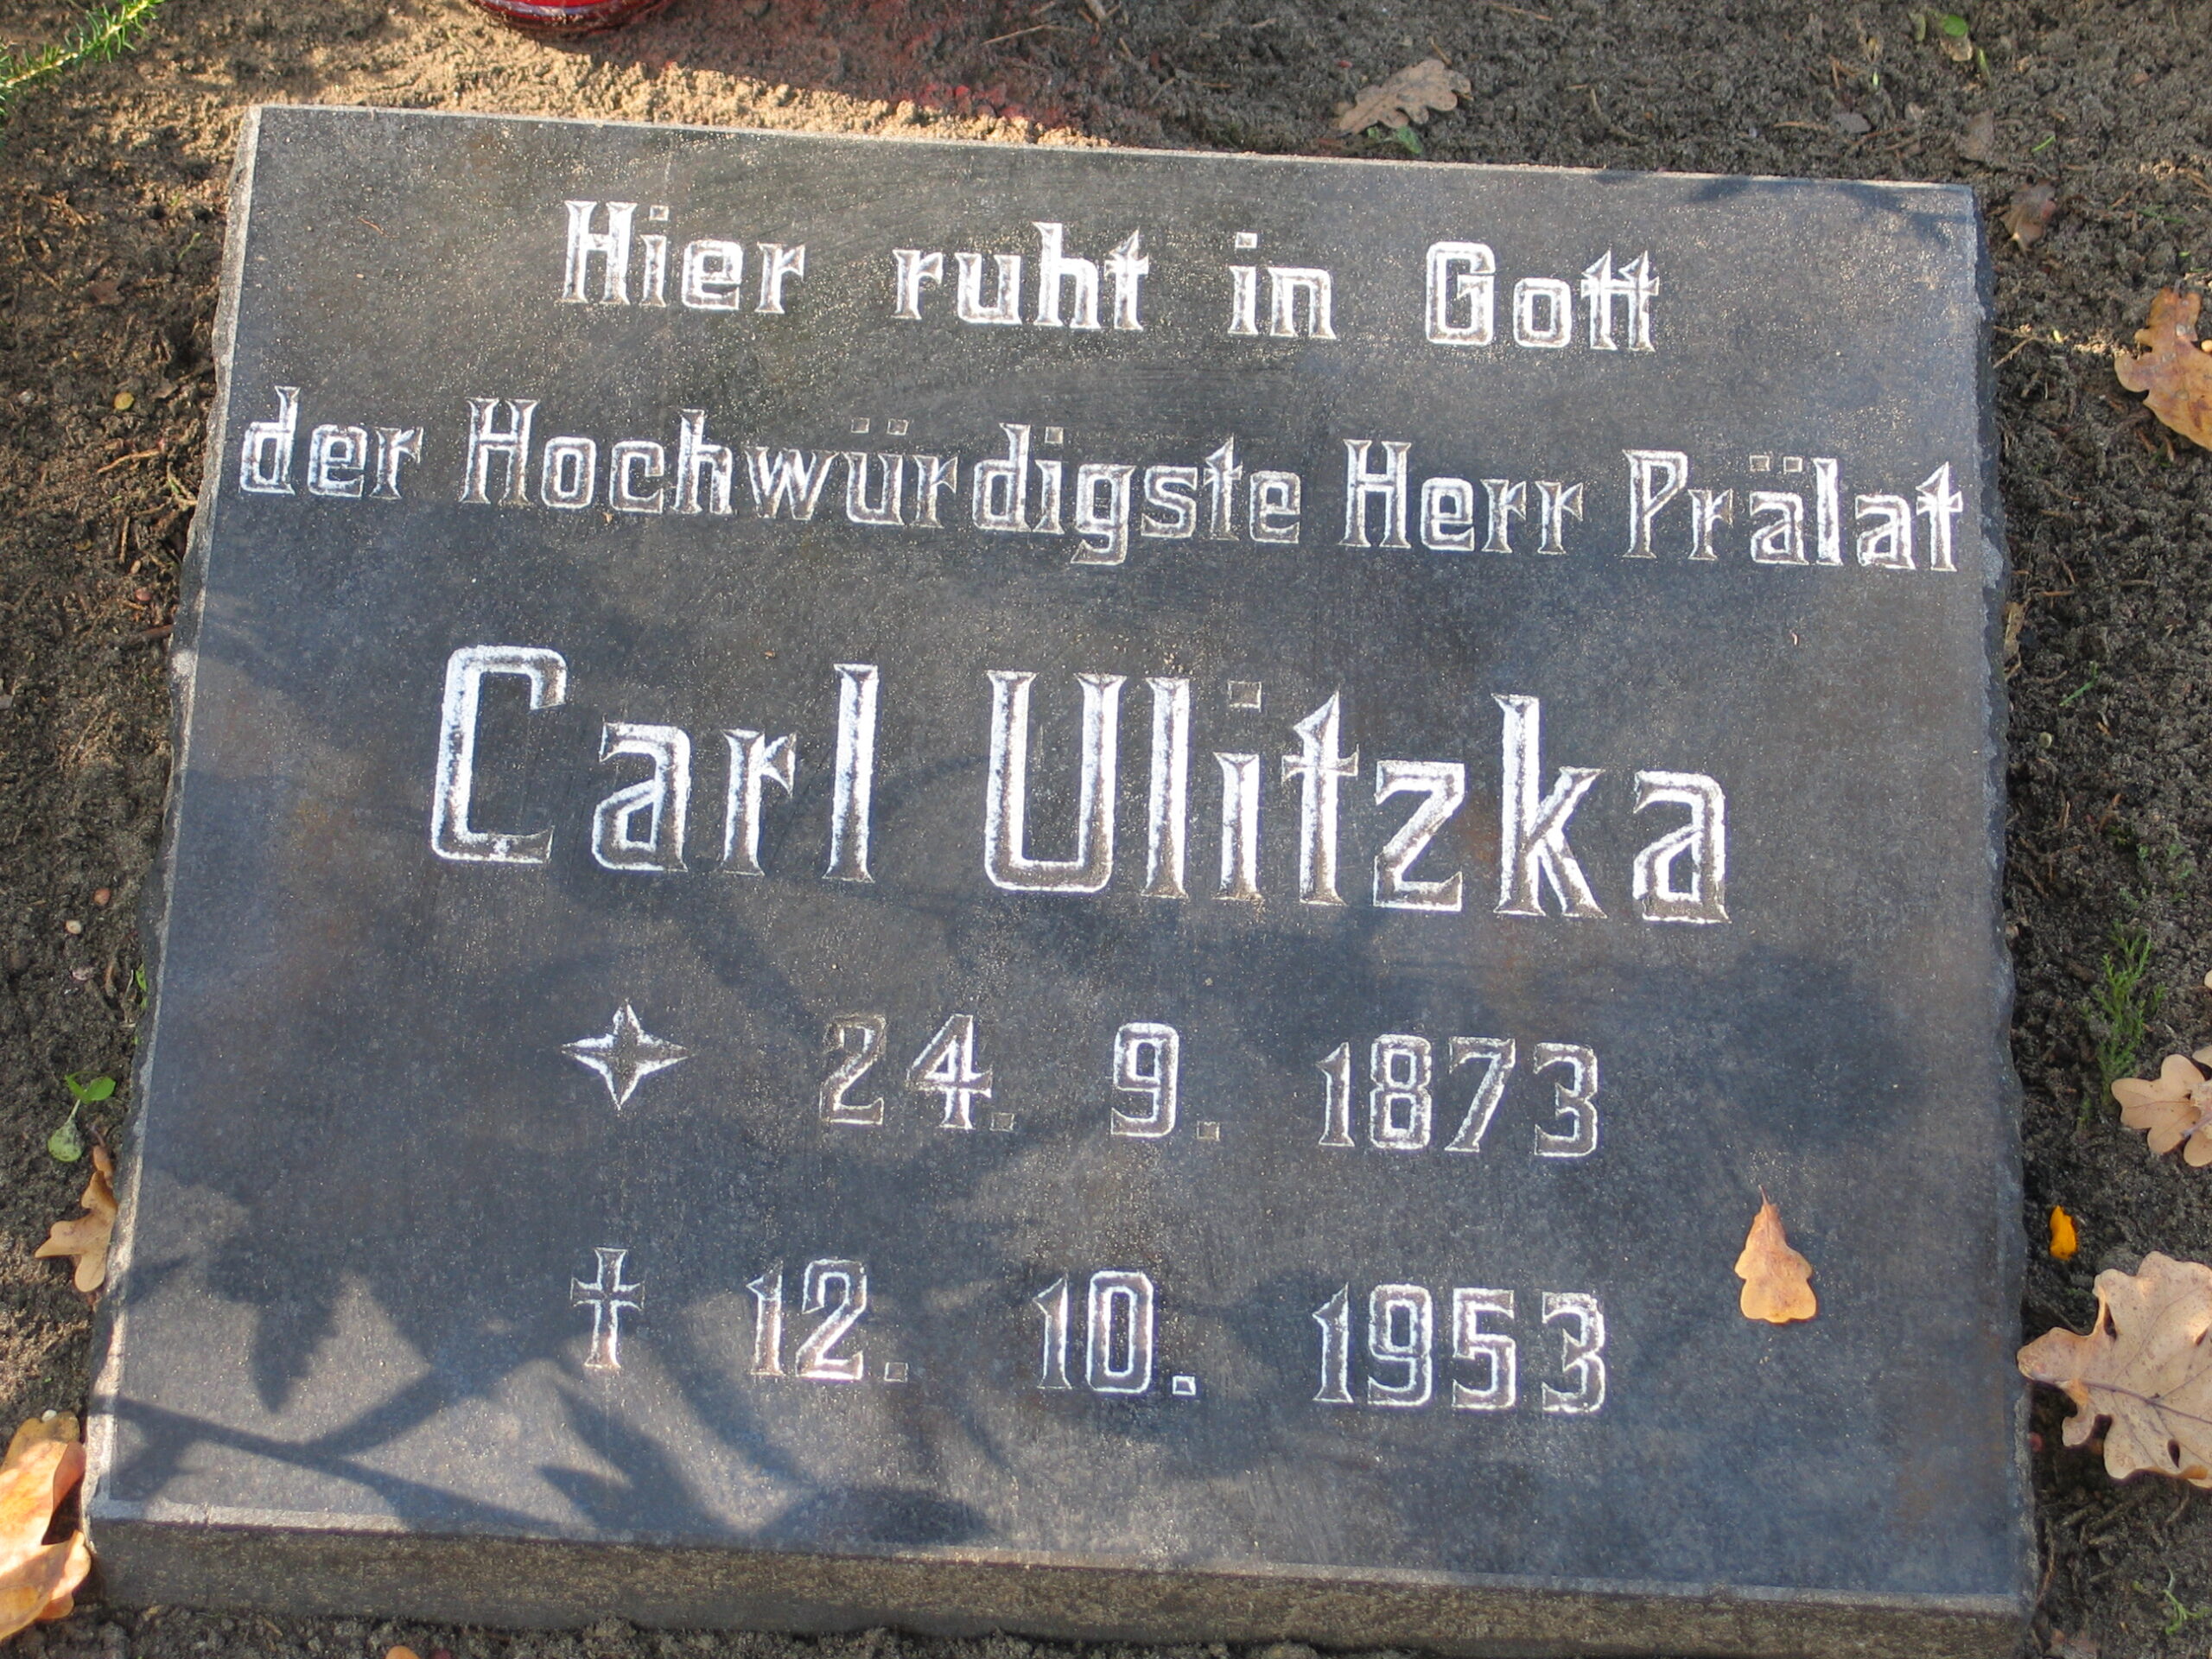 Hier ruht in Gott
der Hochwürdigste Herr Prälat
Carl Ulitzka
✦ 24. 9. 1873
† 12. 10. 1953